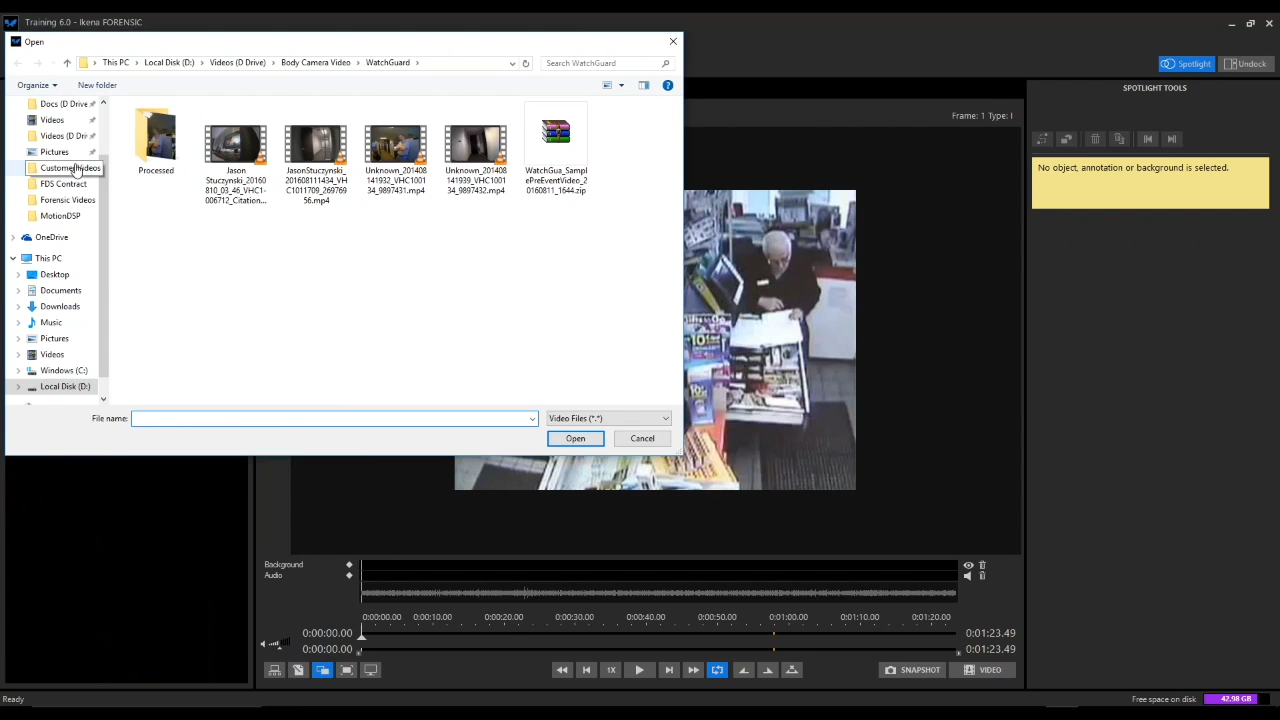 Training 6.0 - Ikena FORENSIC
Open
This PC > Local Disk (D:) > Videos (D Drive) > Body Camera Video > WatchGuard >
Search WatchGuard
Organize
New folder
Spotlight
Undock
SPOTLIGHT TOOLS
Frame: 1 Type: I
No object, annotation or background is selected.
Docs (D Drive
Videos
Videos (D Dri
Pictures
Customer Videos
FDS Contract
Forensic Videos
MotionDSP
OneDrive
This PC
Desktop
Documents
Downloads
Music
Pictures
Videos
Windows (C:)
Local Disk (D:)
Processed
Jason
Stuczynski_20160
810_03_46_VHC1-
006712_Citation...
JasonStuczynski_
20160811434_VH
C1011709_269769
56.mp4
Unknown_201408
141932_VHC1001
34_9897431.mp4
Unknown_201408
141939_VHC1001
34_9897432.mp4
WatchGua_Sampl
ePreEventVideo_2
0160811_1644.zip
File name:
Video Files (*.*)
Open
Cancel
Background
Audio
0:00:00.00 0:00:10.00 0:00:20.00 0:00:30.00 0:00:40.00 0:00:50.00 0:01:00.00 0:01:10.00 0:01:20.00
0:00:00.00
0:01:23.49
0:00:00.00
0:01:23.49
1X
SNAPSHOT
VIDEO
Ready
Free space on disk
42.98 GB